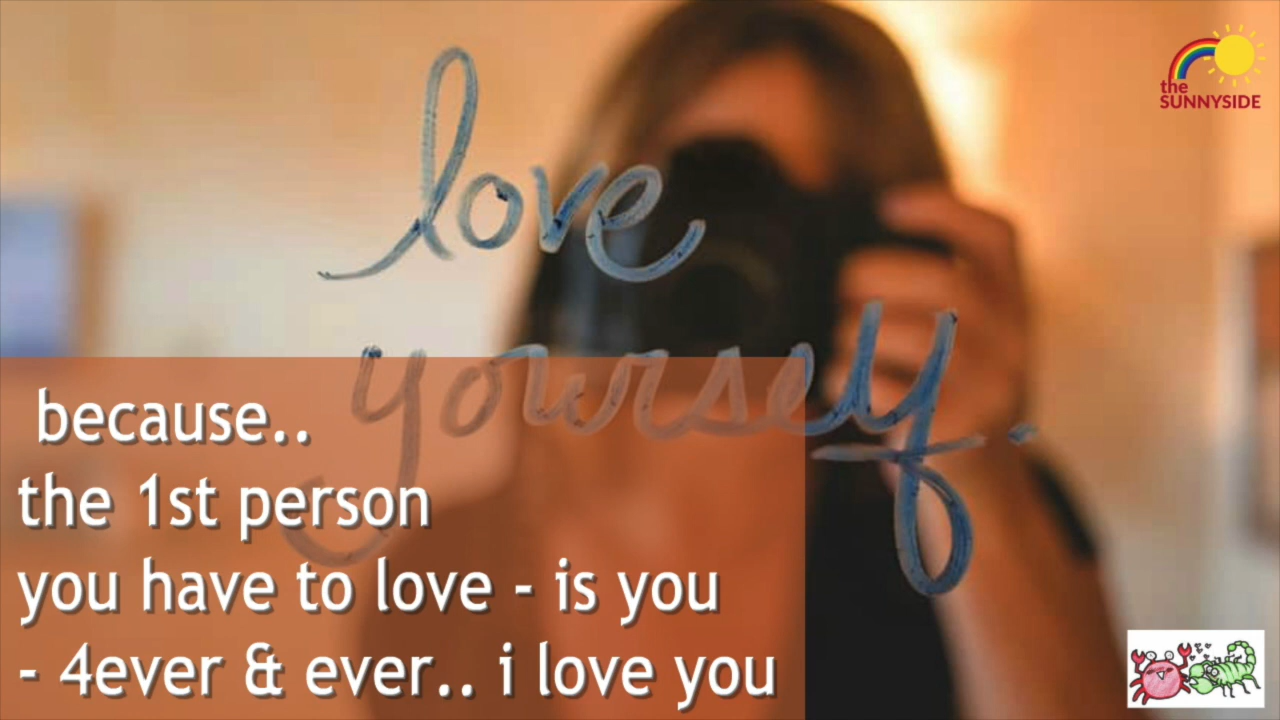 the
SUNNYSIDE
love
yourself.
because..
the 1st person
you have to love - is you
- 4ever & ever.. i love you